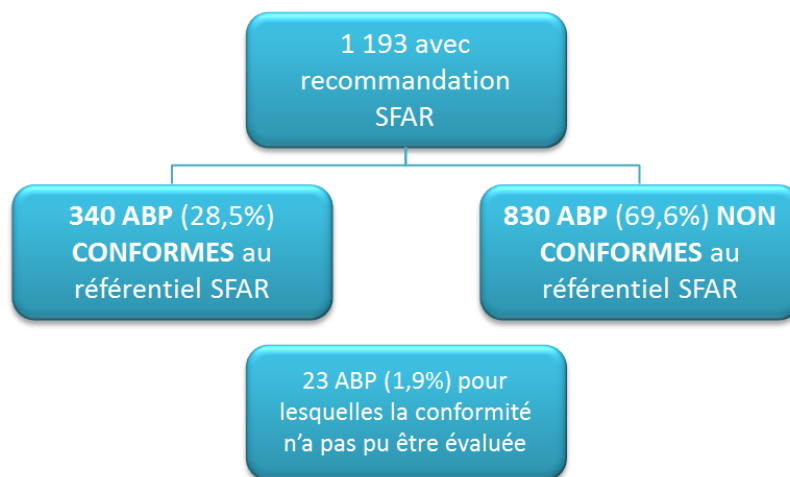 1 193 avec
recommandation
SFAR
340 ABP (28,5%)
CONFORMES au
référentiel SFAR
830 ABP (69,6%) NON
CONFORMES au
référentiel SFAR
23 ABP (1,9%) pour
lesquelles la conformité
n'a pas pu être évaluée